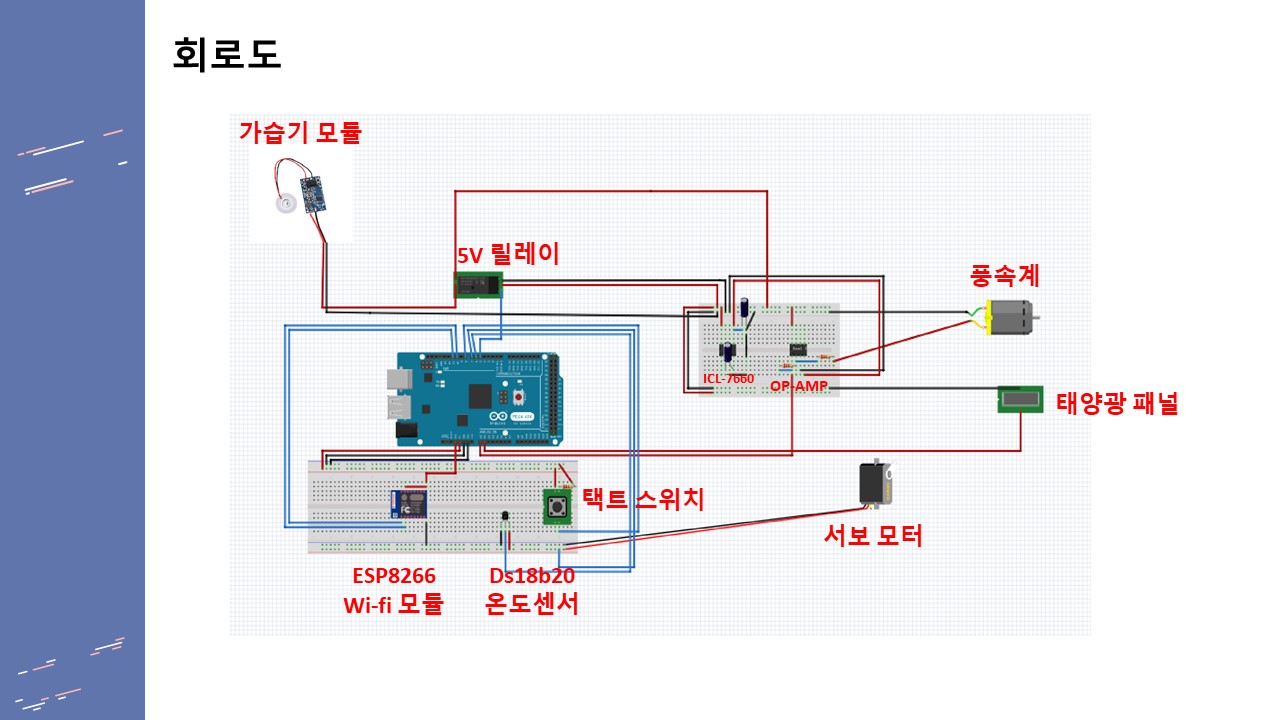 회로도
가습기 모듈
5V 릴레이
풍속계
ICL-7660
OP-AMP
태양광 패널
택트 스위치
서보 모터
ESP8266
Wi-fi 모듈
Ds18b20
온도센서